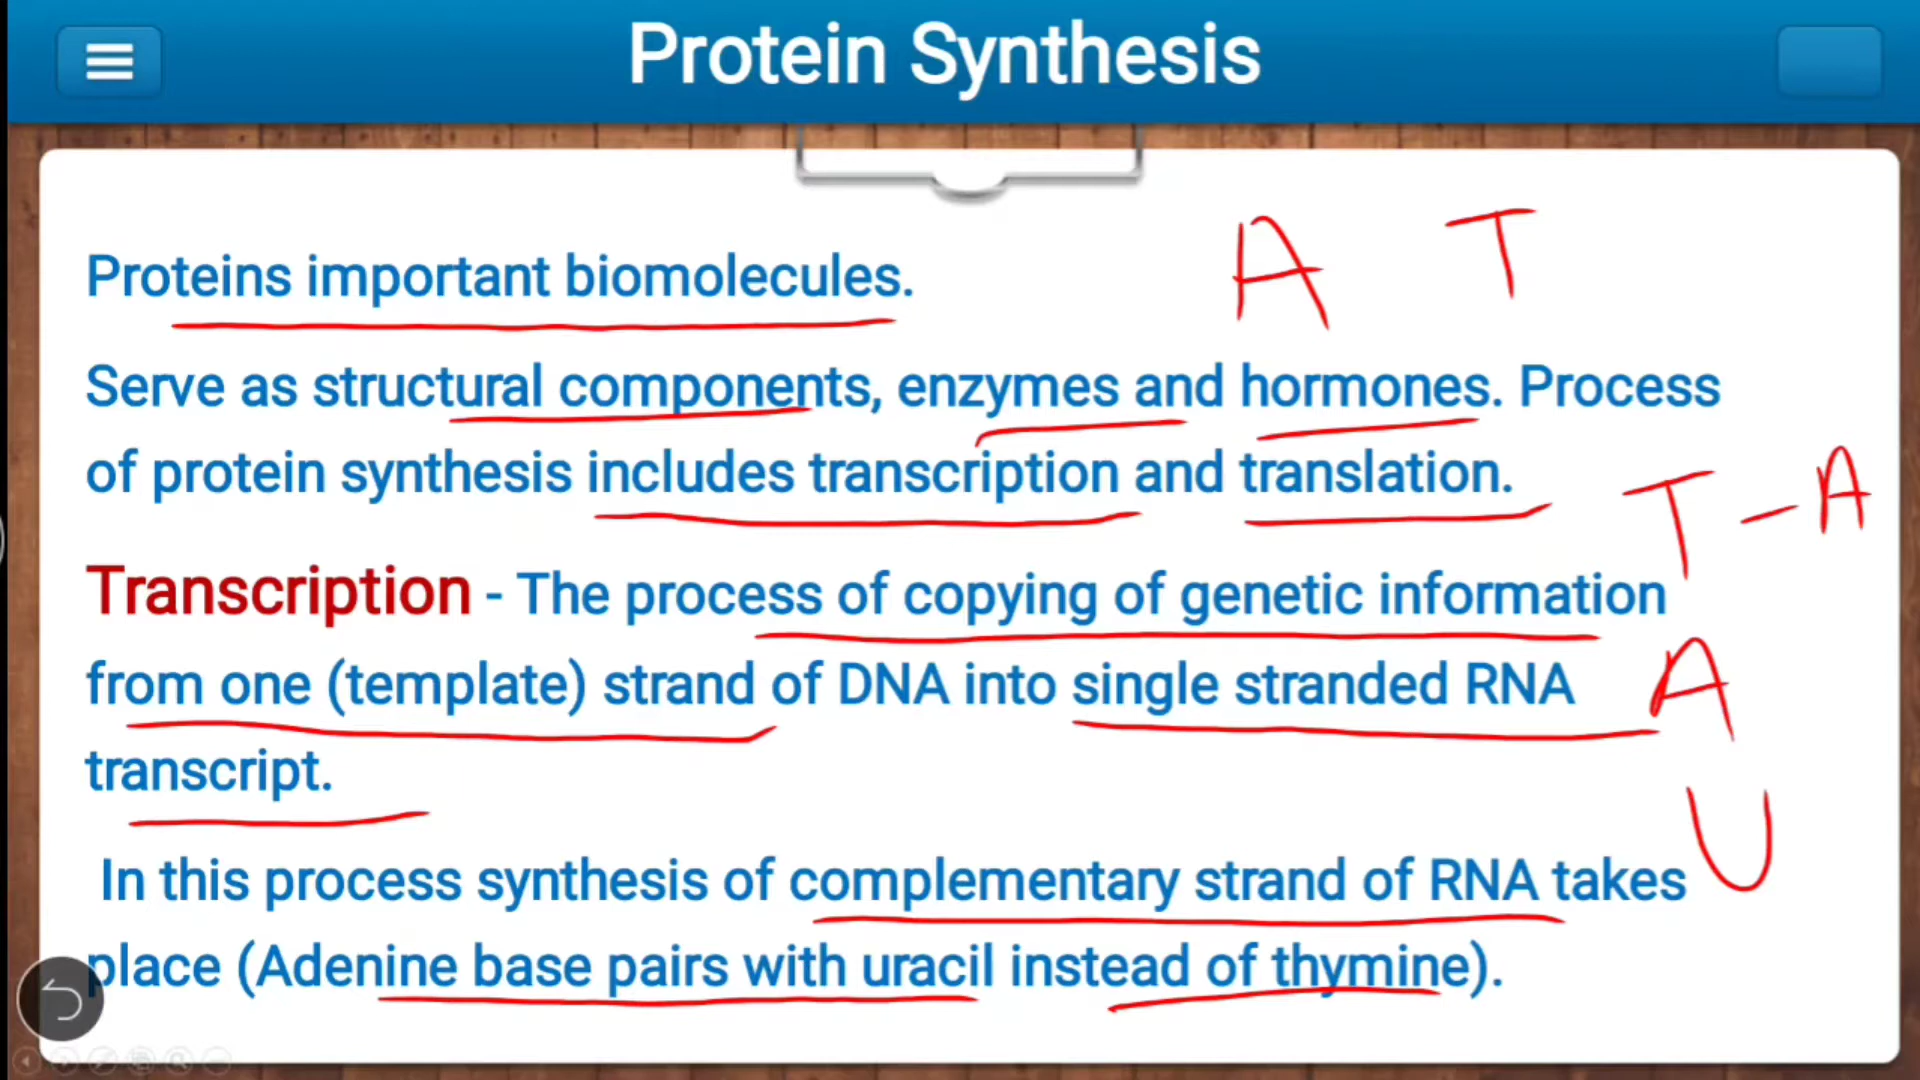 Protein Synthesis
Proteins important biomolecules.
A T
Serve as structural components, enzymes and hormones. Process
of protein synthesis includes transcription and translation.
T - A
Transcription - The process of copying of genetic information
from one (template) strand of DNA into single stranded RNA
A
transcript.
U
In this process synthesis of complementary strand of RNA takes
place (Adenine base pairs with uracil instead of thymine).